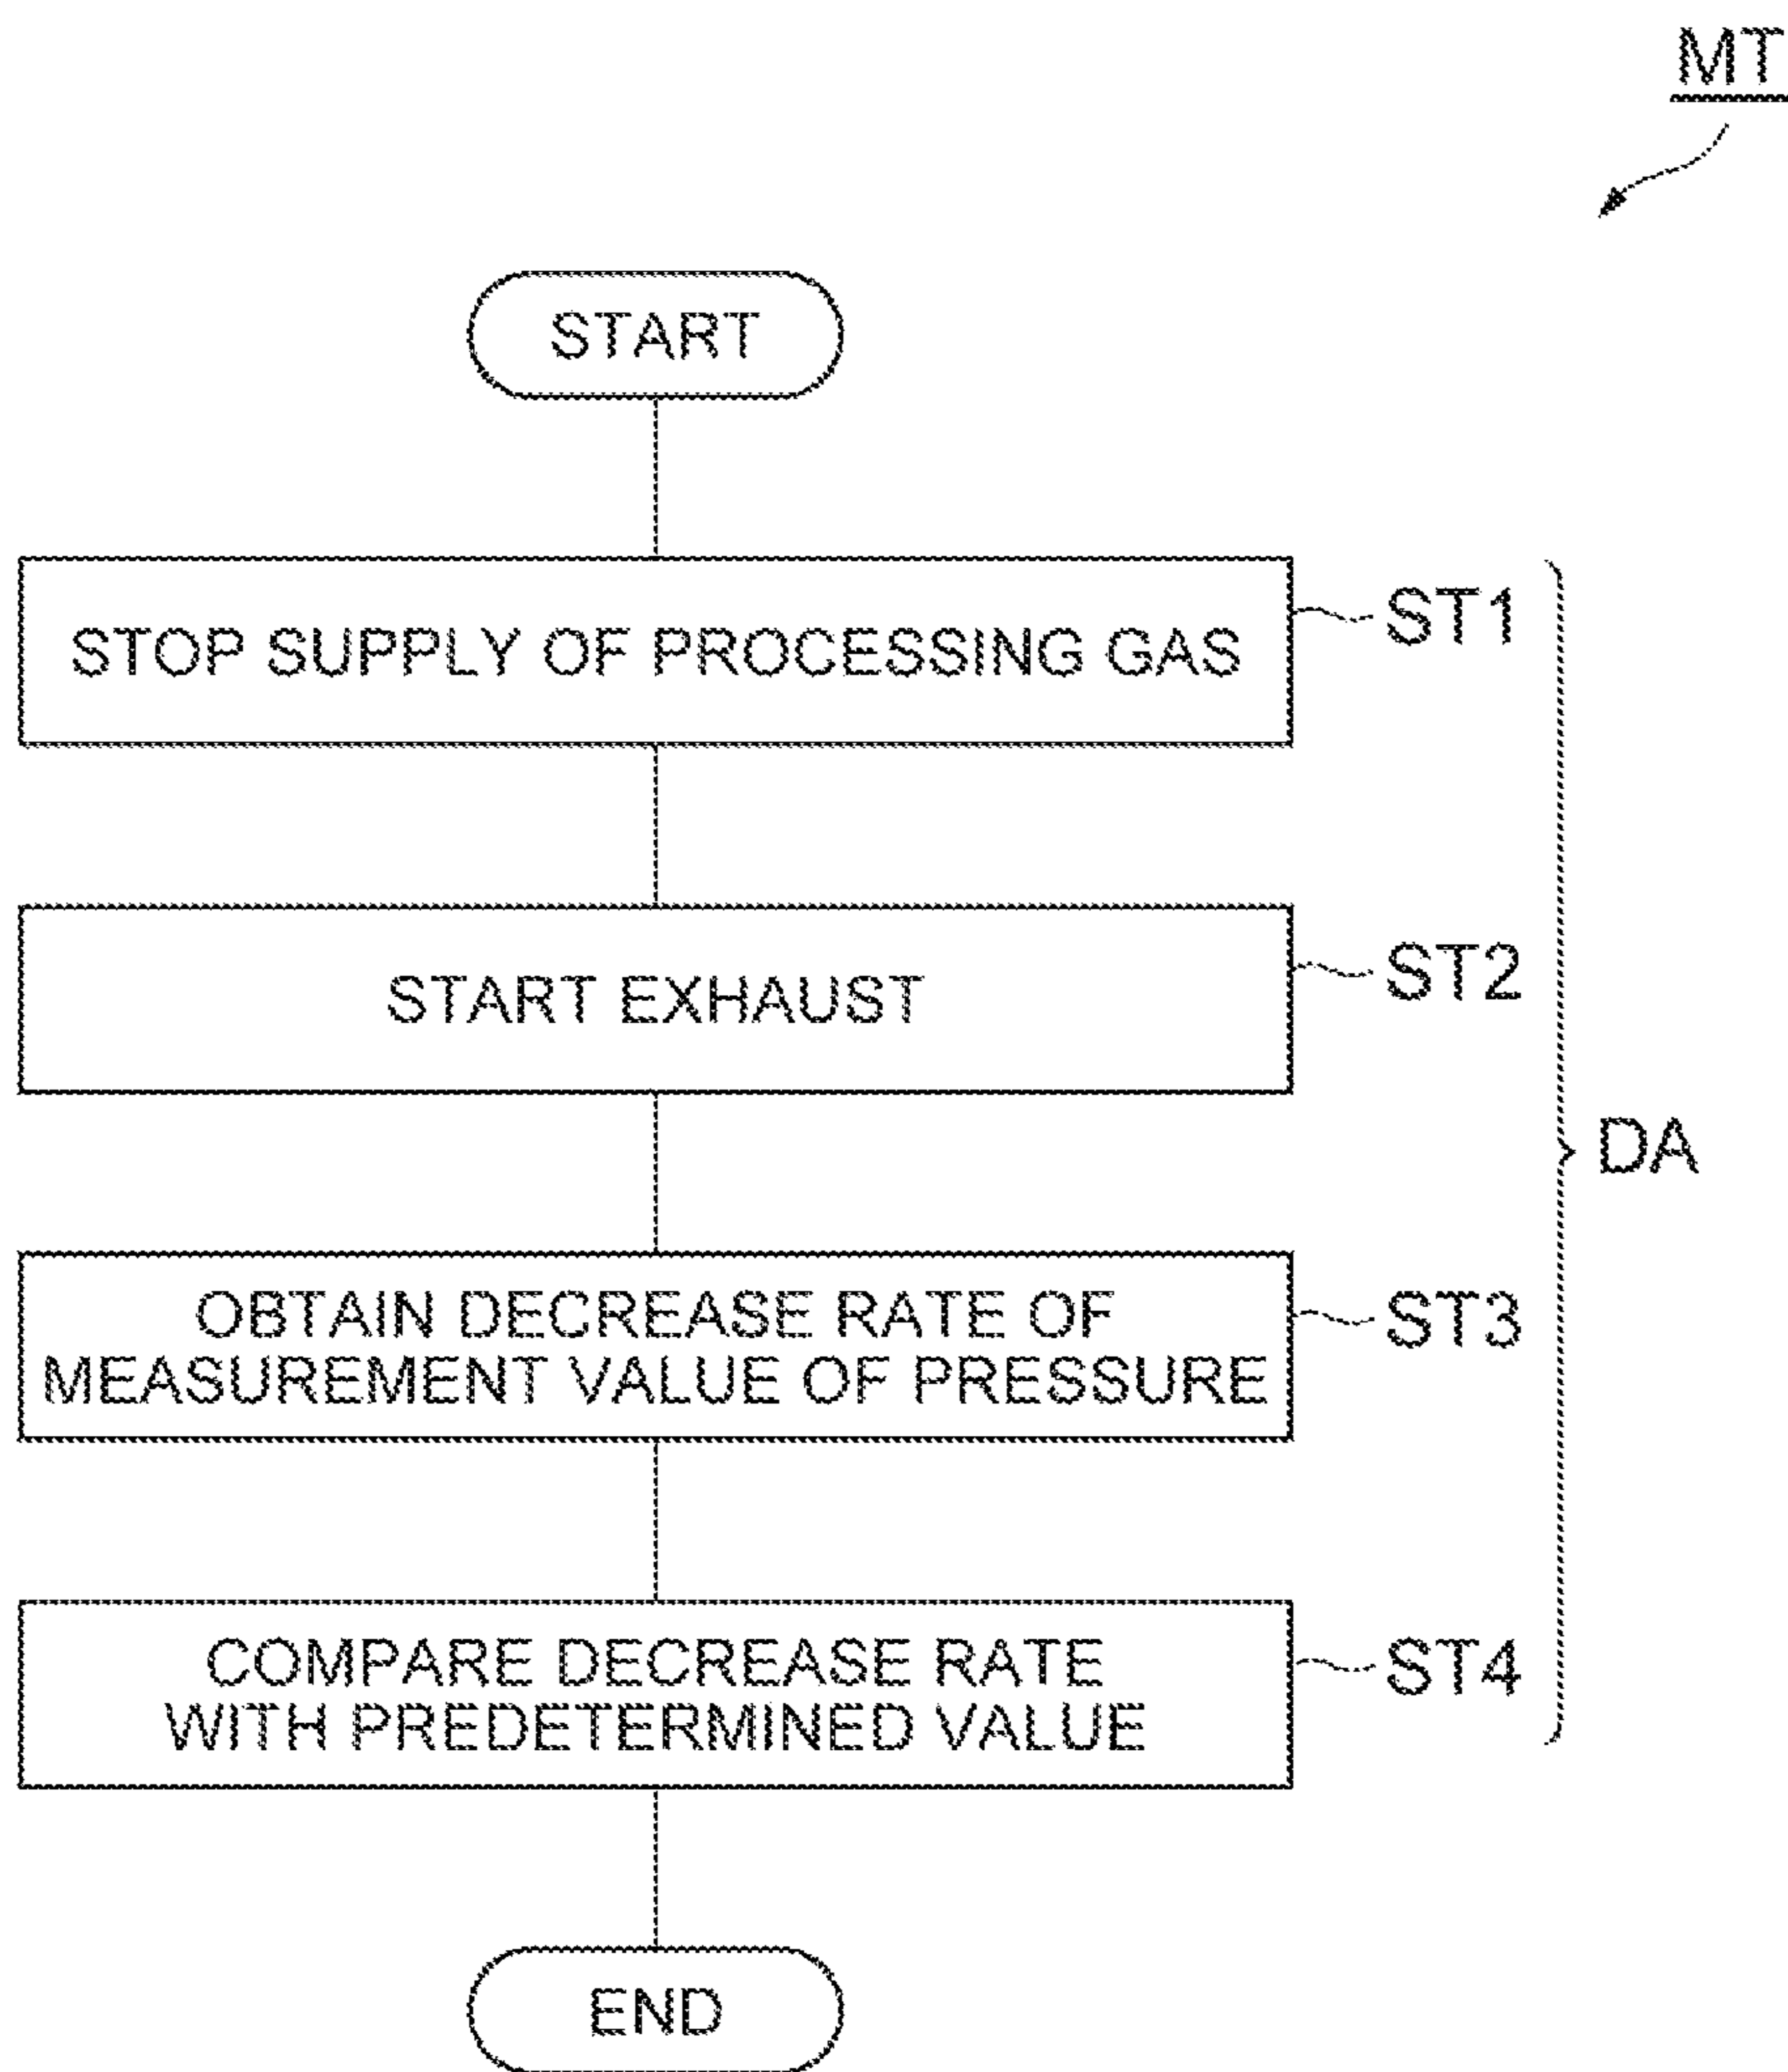 MT
START
STOP SUPPLY OF PROCESSING GAS
ST1
START EXHAUST
ST2
DA
OBTAIN DECREASE RATE OF
MEASUREMENT VALUE OF PRESSURE
ST3
COMPARE DECREASE RATE
WITH PREDETERMINED VALUE
ST4
END